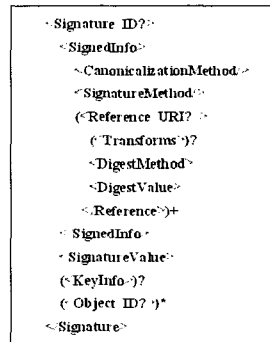 <Signature ID?>
<SignedInfo>
<CanonicalizationMethod/>
<SignatureMethod/>
(<Reference URI? >
(<Transforms>)?
<DigestMethod>
<DigestValue>
</Reference>)+
</SignedInfo>
<SignatureValue>
(<KeyInfo>)?
(<Object ID?>)*
</Signature>